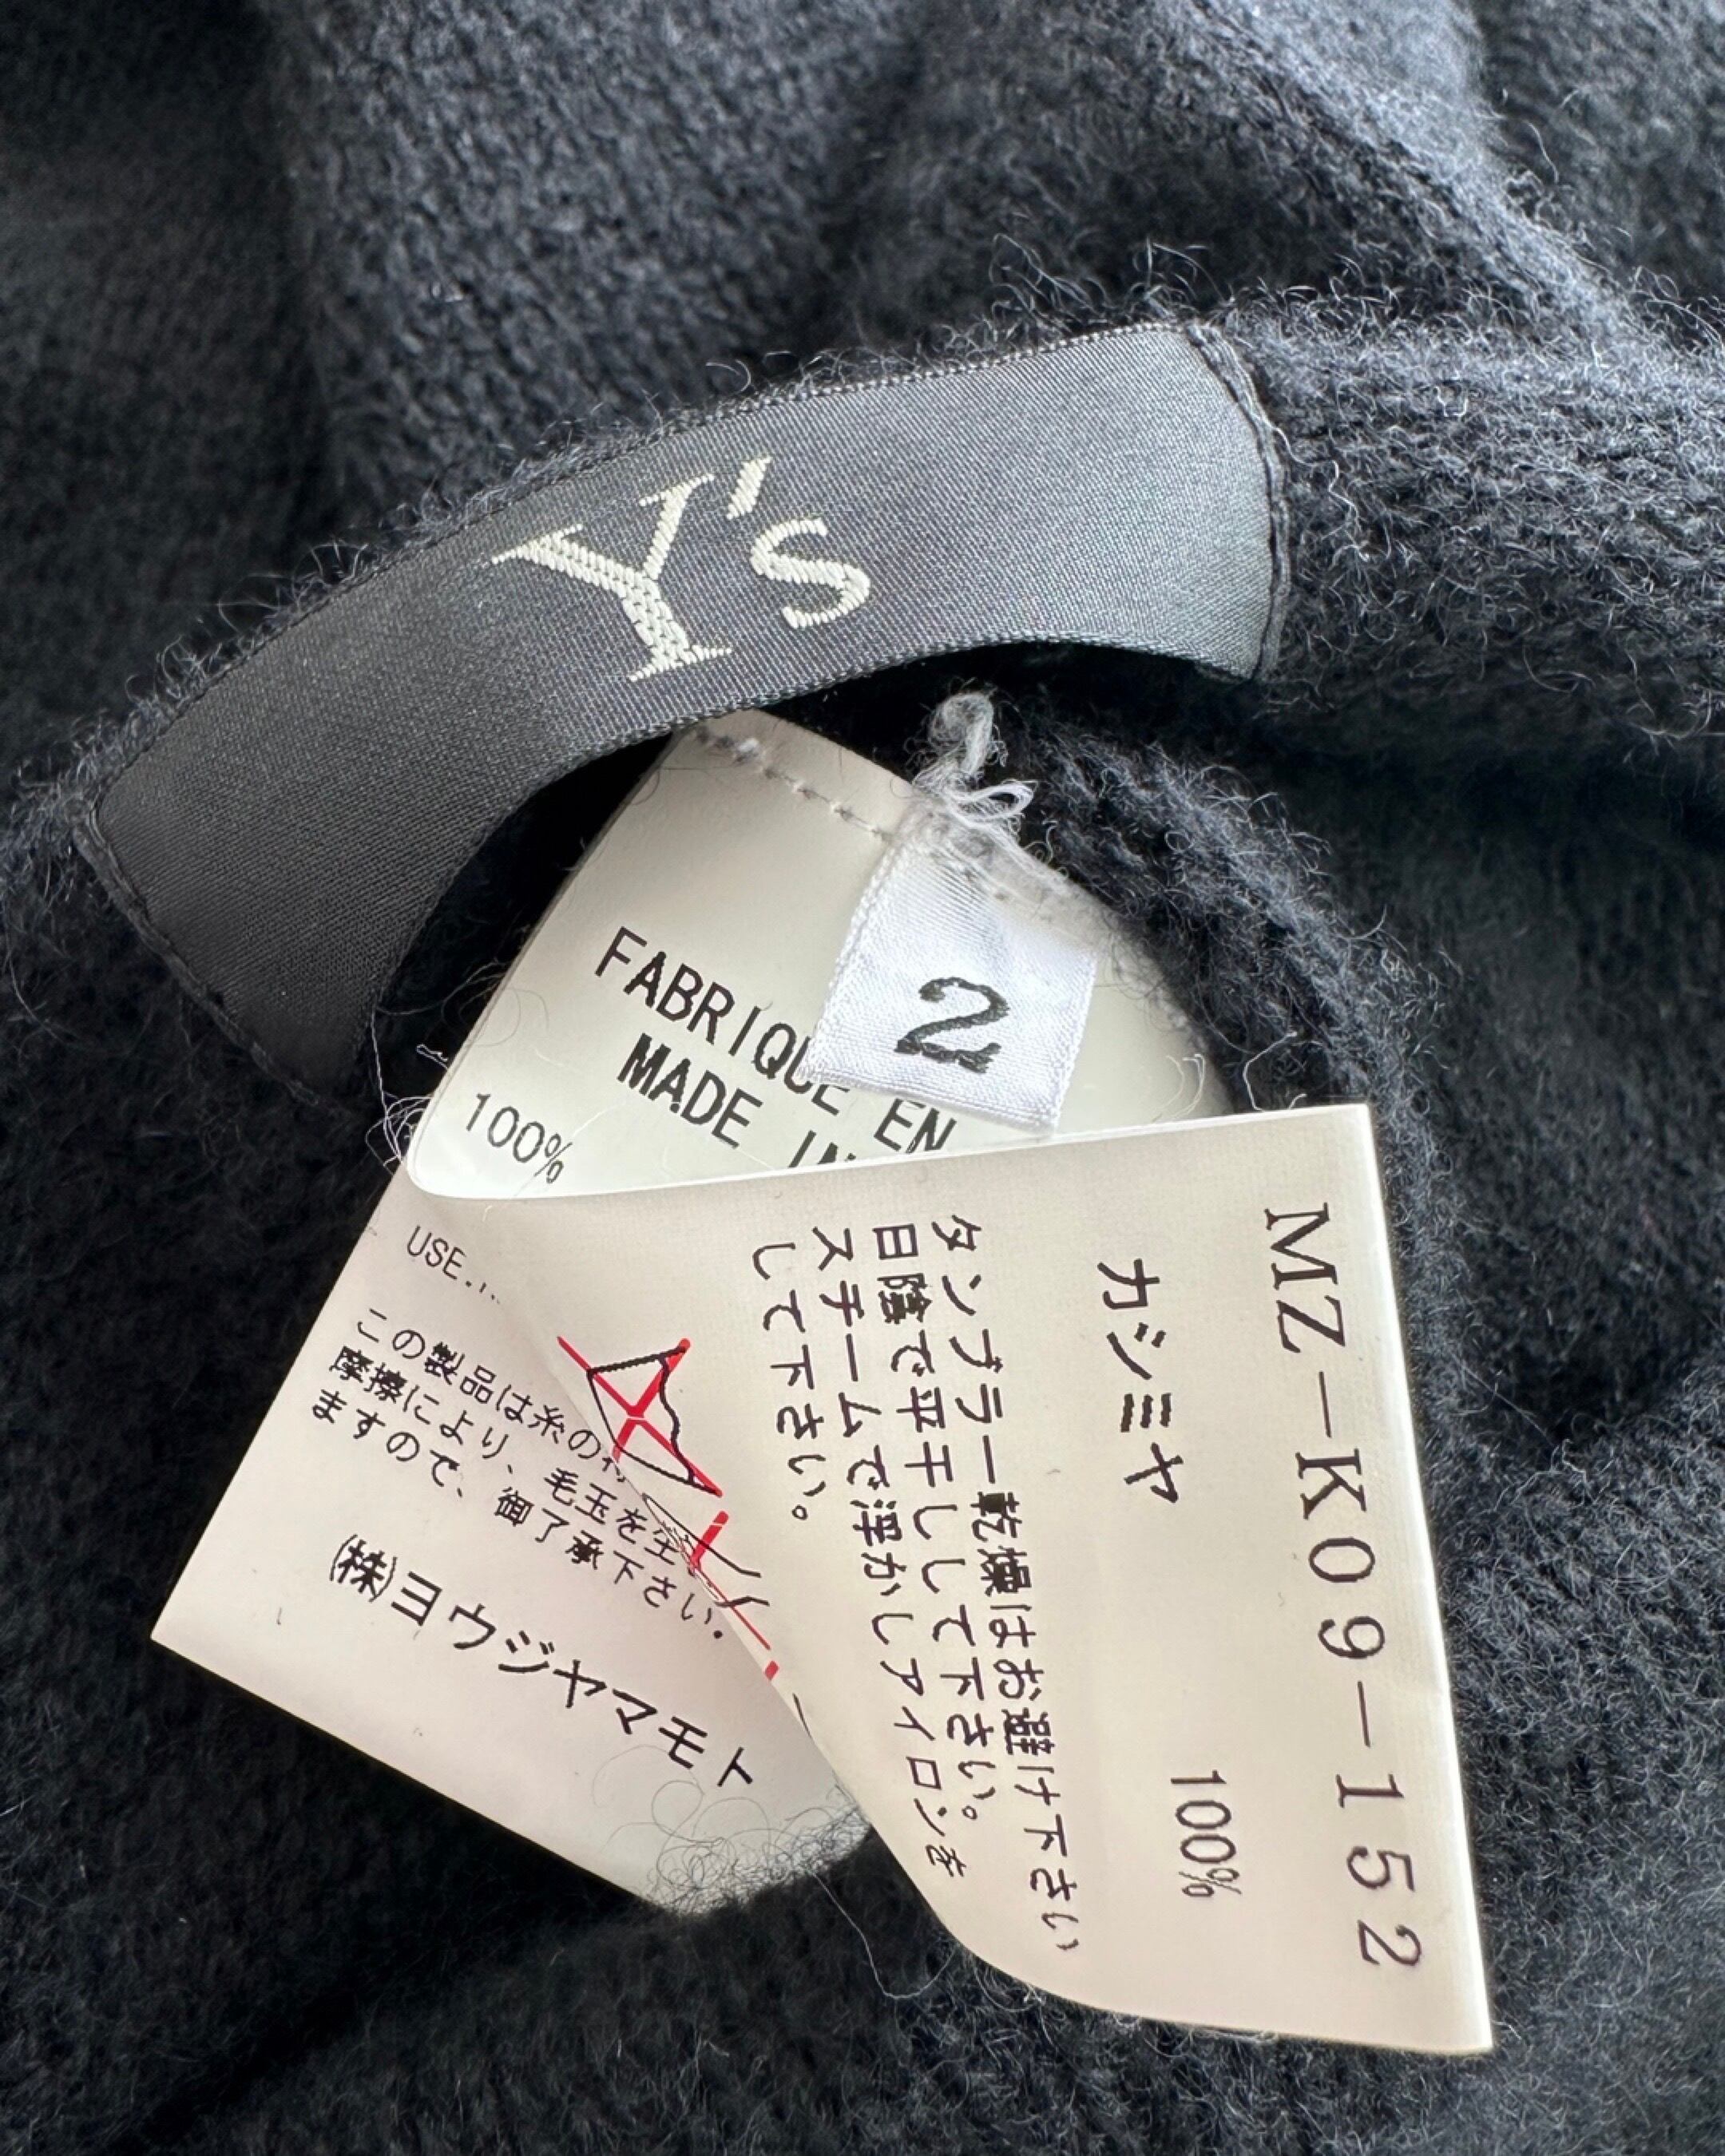 Y's
2
FABRIQUE EN
MADE IN
100%
USE
この製品は糸の
摩擦により、毛玉を生
ますので、御了承下さい.
㈱ヨウジヤマモト
MZ-K09-152
カシミヤ 100%
タンブラー乾燥はお避け下さい
日陰で平干しして下さい。
スチームで浮かしアイロンを
して下さい。